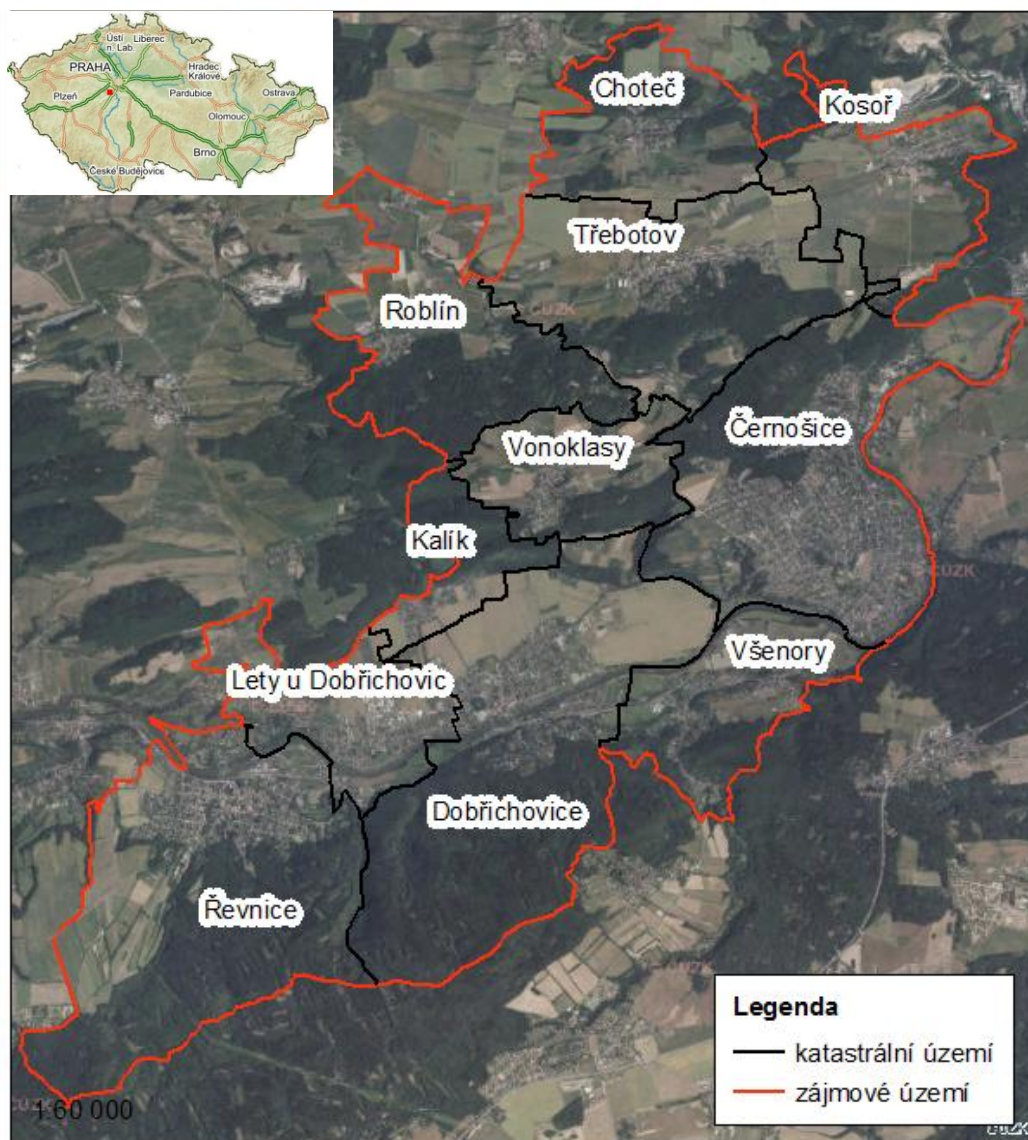 Ústí
n. Lab.
Liberec
PRAHA
Hradec
Králové
Plzeň
Pardubice
Ostrava
Olomouc
Brno
České Budějovice
Choteč
Kosoř
Třebotov
Roblín
ČÚZK
Černošice
Vonoklasy
Kalík
ČÚZK
Všenory
Lety u Dobřichovic
Dobřichovice
Řevnice
Legenda
katastrální území
zájmové území
1:60 000